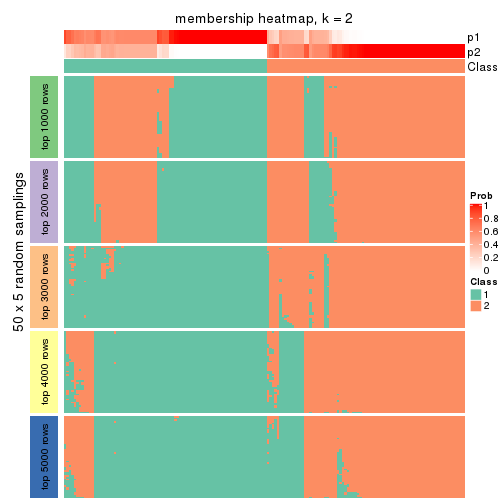 membership heatmap, k = 2
p1
p2
Class
50 x 5 random samplings
top 1000 rows
top 2000 rows
top 3000 rows
top 4000 rows
top 5000 rows
Prob
1
0.8
0.6
0.4
0.2
0
Class
1
2